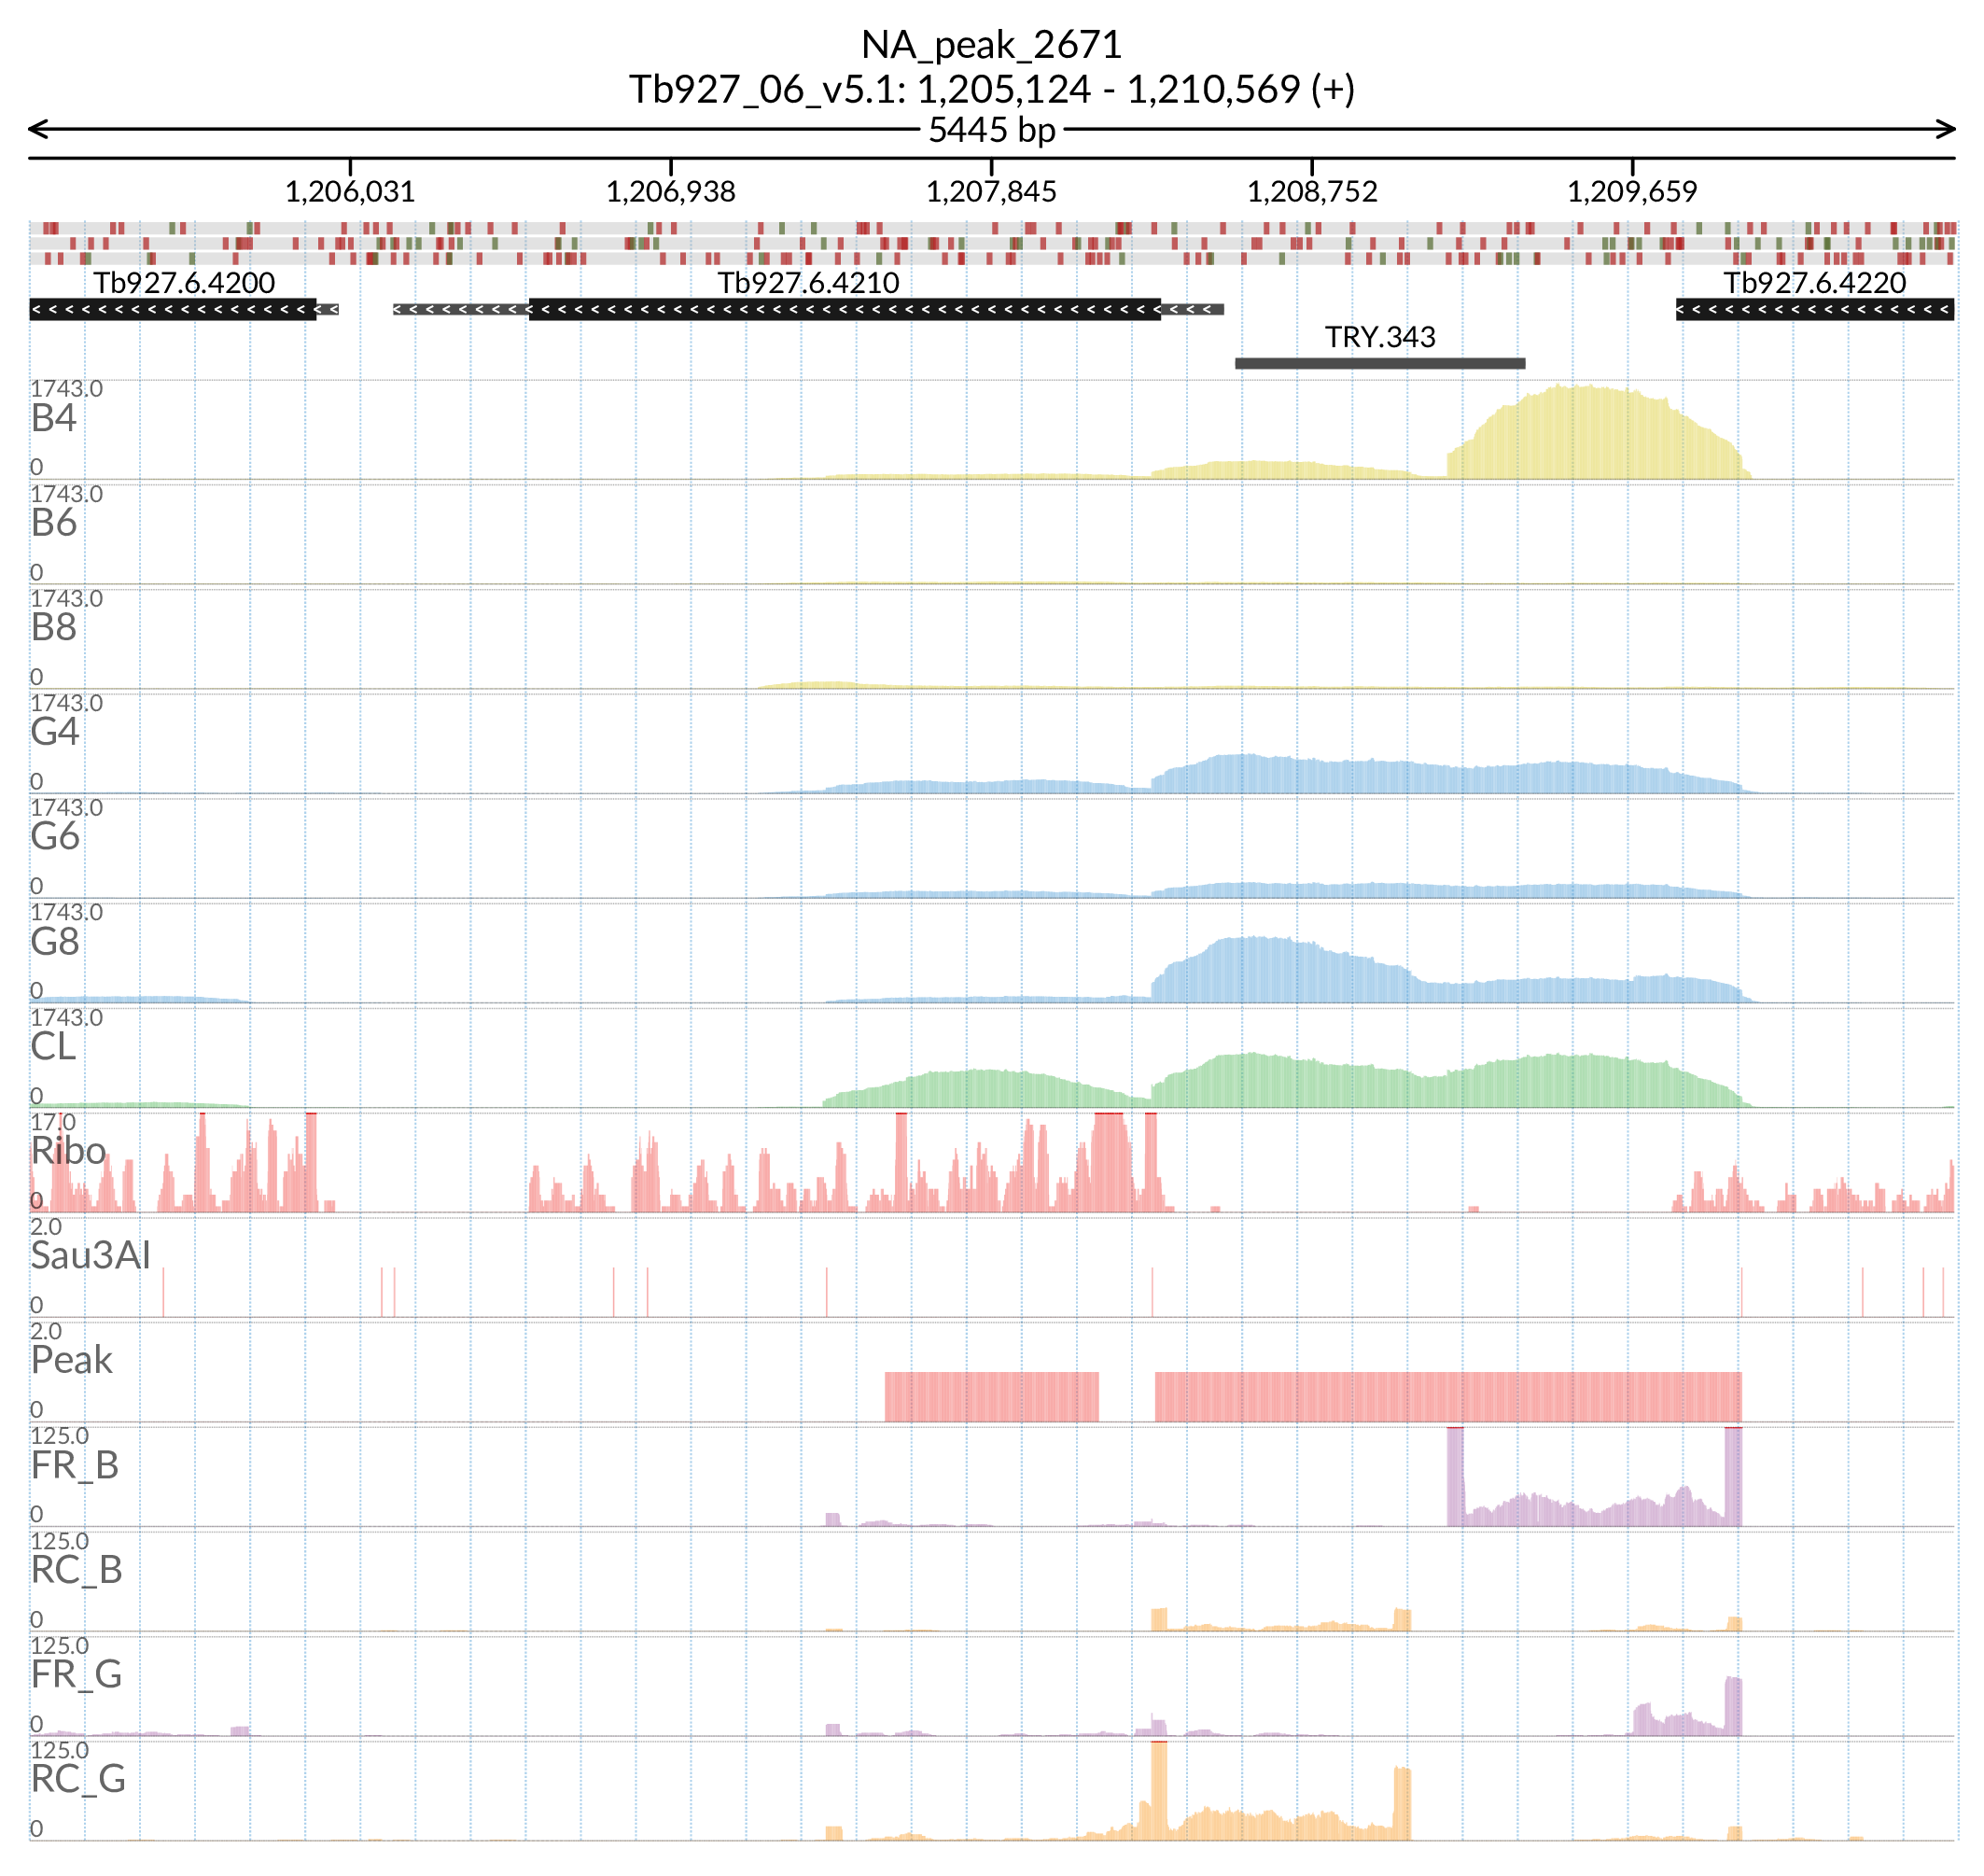 NA_peak_2671
Tb927_06_v5.1: 1,205,124 - 1,210,569 (+)
5445 bp
1,206,031 1,206,938 1,207,845 1,208,752 1,209,659
Tb927.6.4200 Tb927.6.4210 Tb927.6.4220
TRY.343
1743.0
B4
0
1743.0
B6
0
1743.0
B8
0
1743.0
G4
0
1743.0
G6
0
1743.0
G8
0
1743.0
CL
0
17.0
Ribo
0
2.0
Sau3AI
0
2.0
Peak
0
125.0
FR_B
0
125.0
RC_B
0
125.0
FR_G
0
125.0
RC_G
0